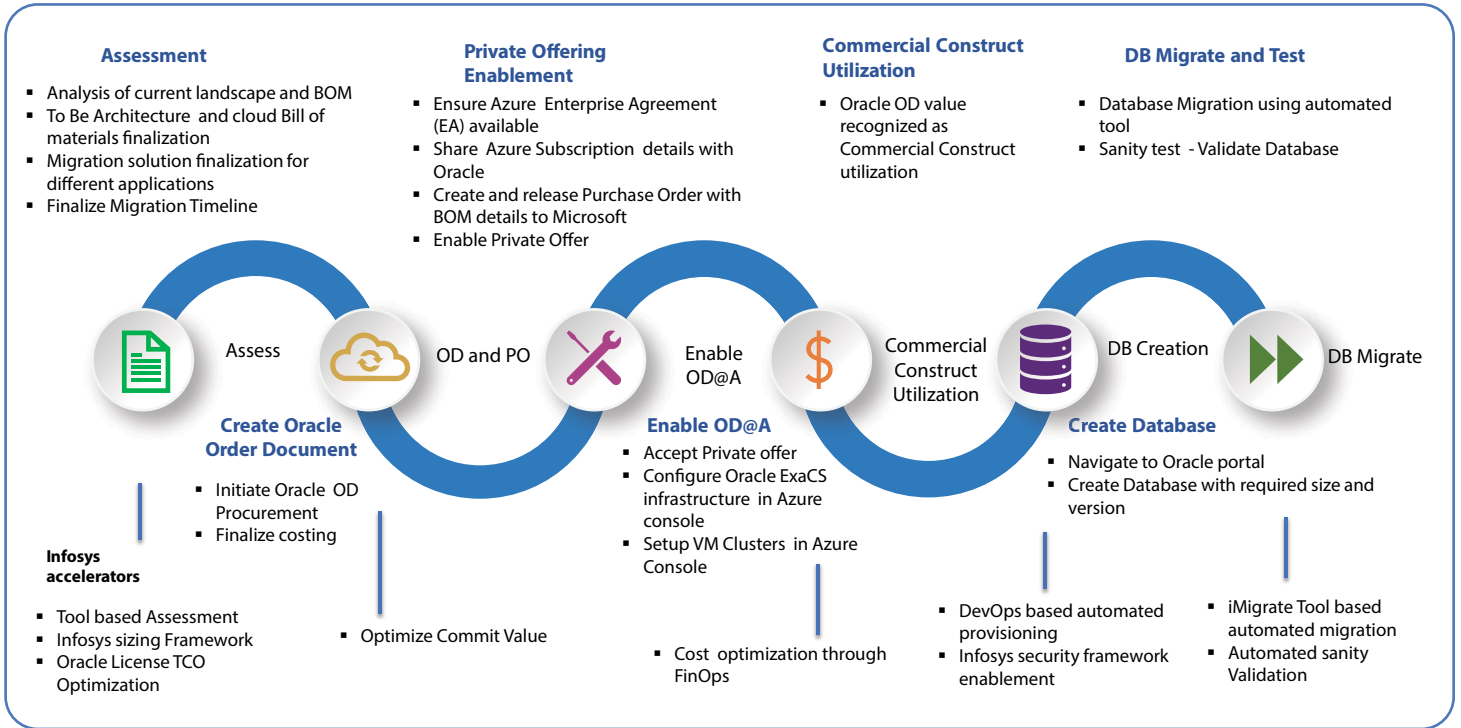 Assessment
▪ Analysis of current landscape and BOM
▪ To Be Architecture and cloud Bill of
materials finalization
▪ Migration solution finalization for
different applications
▪ Finalize Migration Timeline
Private Offering
Enablement
▪ Ensure Azure Enterprise Agreement
(EA) available
▪ Share Azure Subscription details with
Oracle
▪ Create and release Purchase Order with
BOM details to Microsoft
▪ Enable Private Offer
Commercial Construct
Utilization
▪ Oracle OD value
recognized as
Commercial Construct
utilization
DB Migrate and Test
▪ Database Migration using automated
tool
▪ Sanity test - Validate Database
Assess
OD and PO
Enable
OD@A
$
Commercial
Construct
Utilization
DB Creation
DB Migrate
Create Oracle
Order Document
▪ Initiate Oracle OD
Procurement
▪ Finalize costing
Enable OD@A
▪ Accept Private offer
▪ Configure Oracle ExaCS
infrastructure in Azure
console
▪ Setup VM Clusters in Azure
Console
Create Database
▪ Navigate to Oracle portal
▪ Create Database with required size and
version
Infosys
accelerators
▪ Tool based Assessment
▪ Infosys sizing Framework
▪ Oracle License TCO
Optimization
▪ Optimize Commit Value
▪ Cost optimization through
FinOps
▪ DevOps based automated
provisioning
▪ Infosys security framework
enablement
▪ iMigrate Tool based
automated migration
▪ Automated sanity
Validation